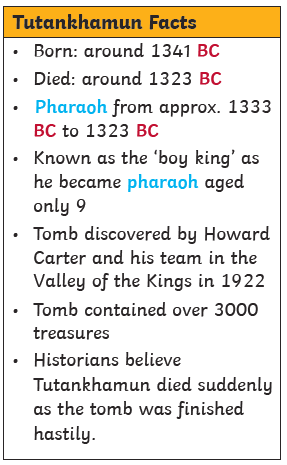 Tutankhamun Facts
• Born: around 1341 BC
• Died: around 1323 BC
• Pharaoh from approx. 1333
BC to 1323 BC
• Known as the ‘boy king’ as
he became pharaoh aged
only 9
• Tomb discovered by Howard
Carter and his team in the
Valley of the Kings in 1922
• Tomb contained over 3000
treasures
• Historians believe
Tutankhamun died suddenly
as the tomb was finished
hastily.